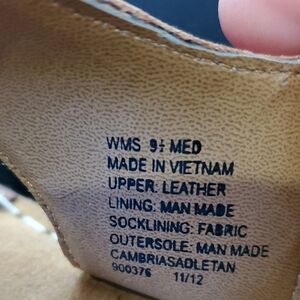 WMS 9½ MED
MADE IN VIETNAM
UPPER: LEATHER
LINING: MAN MADE
SOCKLINING: FABRIC
OUTERSOLE: MAN MADE
CAMBRIASADLETAN
900376 11/12